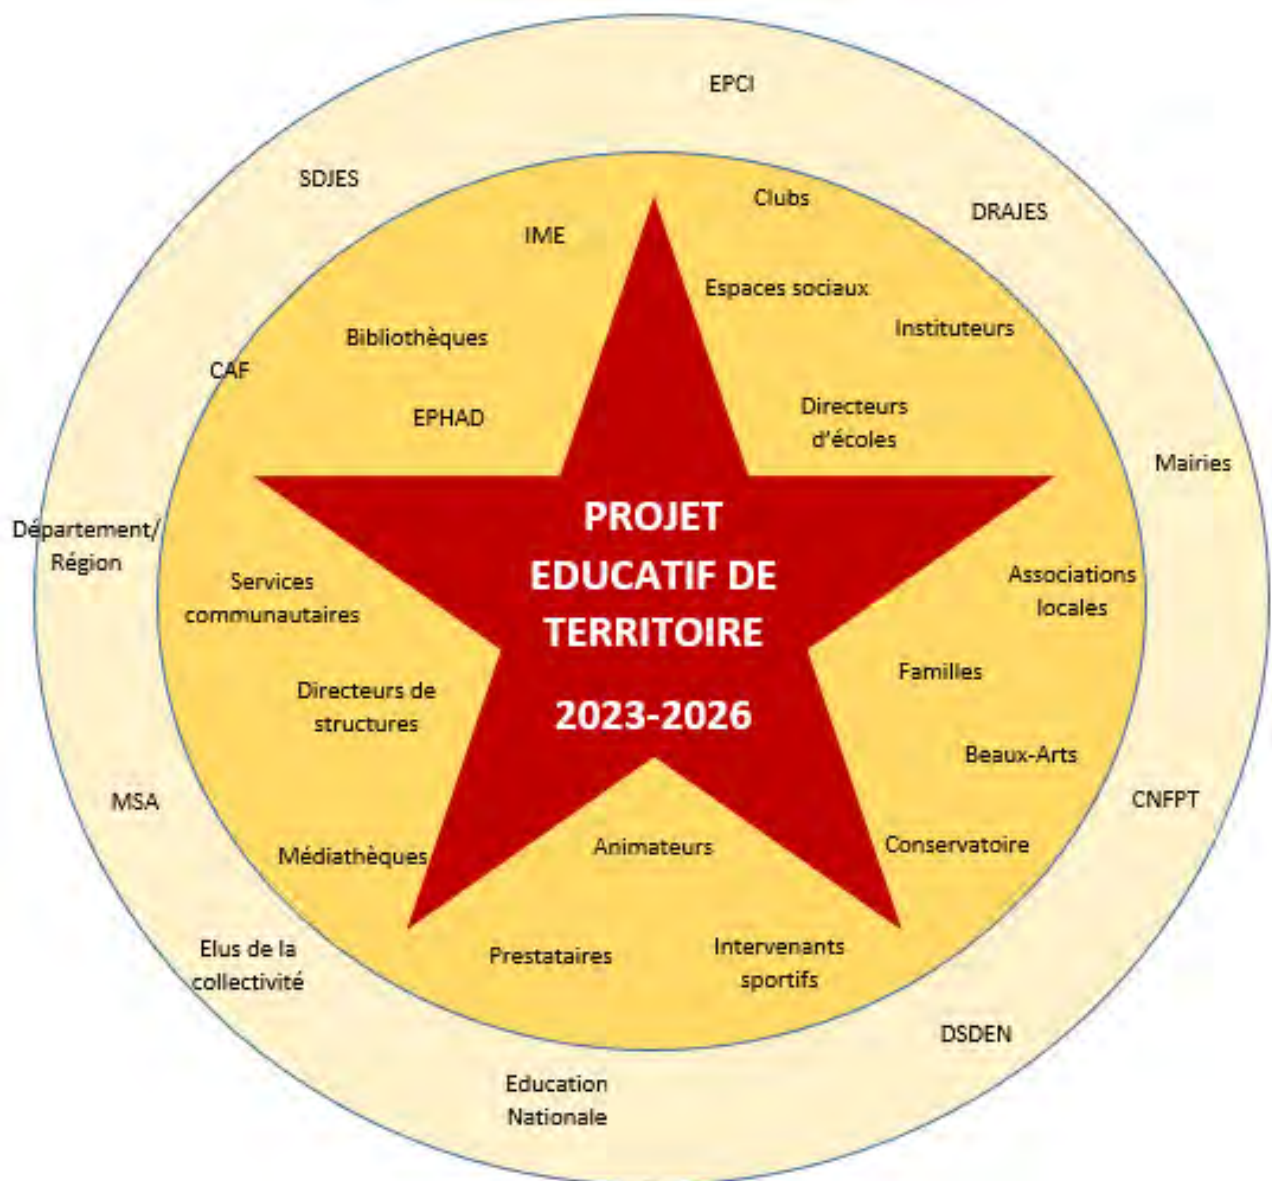 EPCI
SDJES
Clubs
DRAJES
IME
Espaces sociaux
Instituteurs
Bibliothèques
CAF
Directeurs
d'écoles
EPHAD
Mairies
PROJET
EDUCATIF DE
TERRITOIRE
2023-2026
Département/
Région
Services
communautaires
Associations
locales
Familles
Directeurs de
structures
Beaux-Arts
MSA
CNFPT
Médiathèques
Animateurs
Conservatoire
Elus de la
collectivité
Prestataires
Intervenants
sportifs
DSDEN
Education
Nationale